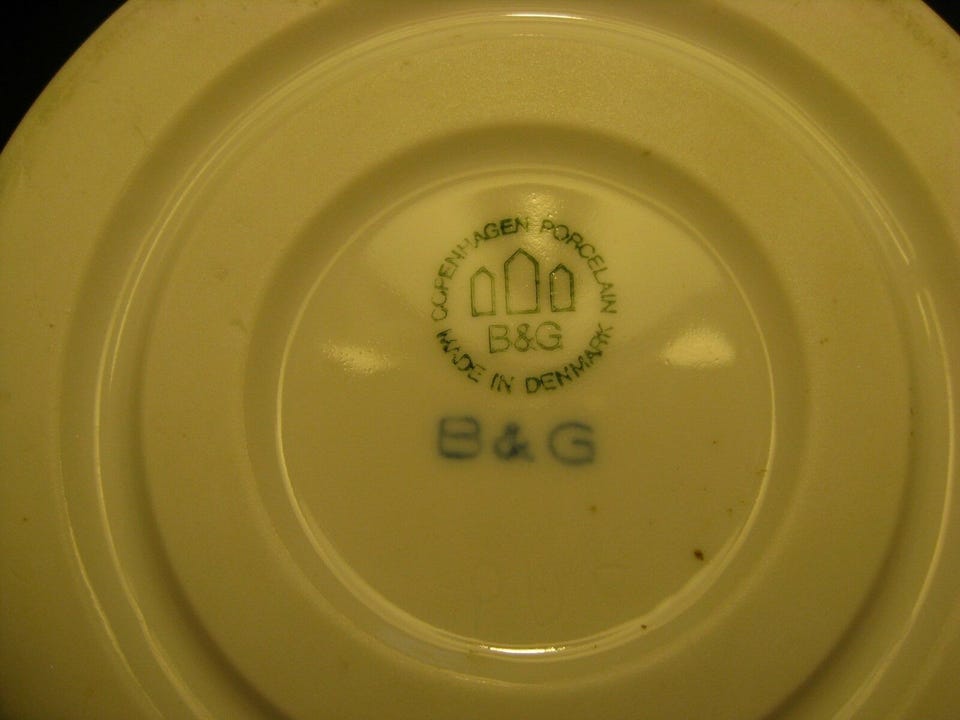 COPENHAGEN PORCELAIN
B&G
MADE IN DENMARK
B & G